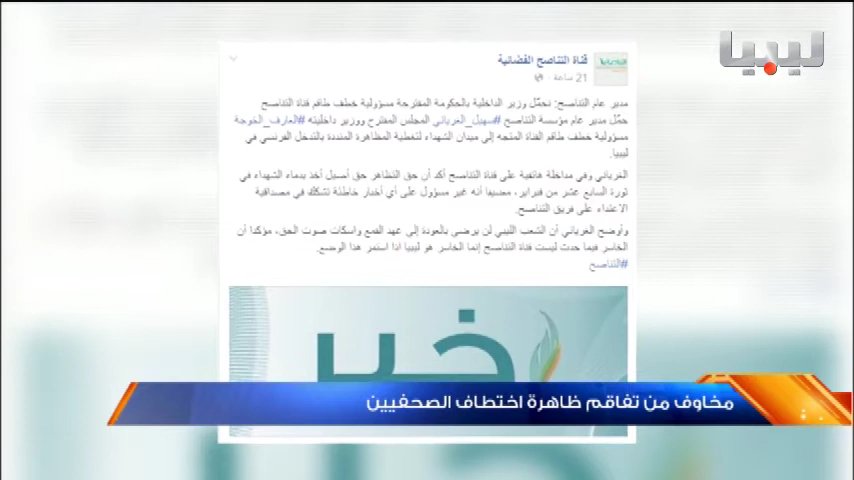 ليبيا
قناة التناصح الفضائية
21 ساعة
مدير عام التناصح: نحمّل وزير الداخلية بالحكومة المقترحة مسؤولية خطف طاقم قناة التناصح
حمّل مدير عام مؤسسة التناصح #سهيل_الغرياني المجلس المقترح ووزير داخليته #العارف_الخوجة
مسؤولية خطف طاقم القناة المتجه إلى ميدان الشهداء لتغطية المظاهرة المنددة بالتدخل الفرنسي في
ليبيا.
الغرياني وفي مداخلة هاتفية على قناة التناصح أكد أن حق التظاهر حق أصيل أخذ بدماء الشهداء في
ثورة السابع عشر من فبراير، مضيفا أنه غير مسؤول على أي أخبار خاطئة تشكك في مصداقية
الاعتداء على فريق التناصح.
وأوضح الغرياني أن الشعب الليبي لن يرضى بالعودة إلى عهد القمع واسكات صوت الحق، مؤكدا أن
الخاسر فيما حدث ليست قناة التناصح إنما الخاسر هو ليبيا اذا استمر هذا الوضع.
#التناصح
خبر
مخاوف من تفاقم ظاهرة اختطاف الصحفيين